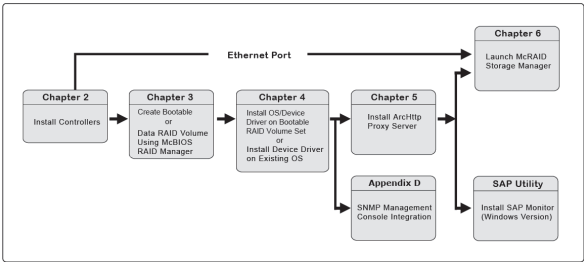 Chapter 6
Launch McRAID
Storage Manager
Ethernet Port
Chapter 2
Install Controllers
Chapter 3
Create Bootable
or
Data RAID Volume
Using McBIOS
RAID Manager
Chapter 4
Install OS/Device
Driver on Bootable
RAID Volume Set
or
Install Device Driver
on Existing OS
Chapter 5
Install ArcHttp
Proxy Server
Appendix D
SNMP Management
Console Integration
SAP Utility
Install SAP Monitor
(Windows Version)